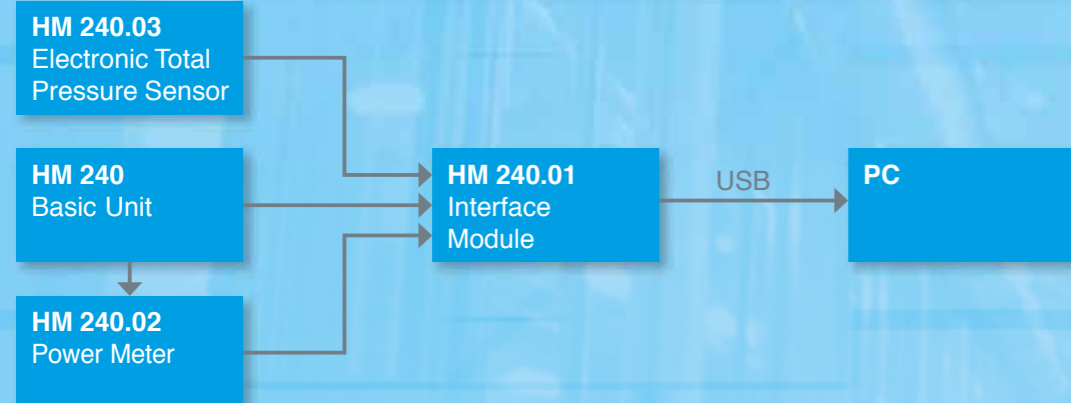 HM 240.03
Electronic Total
Pressure Sensor
HM 240
Basic Unit
HM 240.01
Interface
Module
USB
PC
HM 240.02
Power Meter